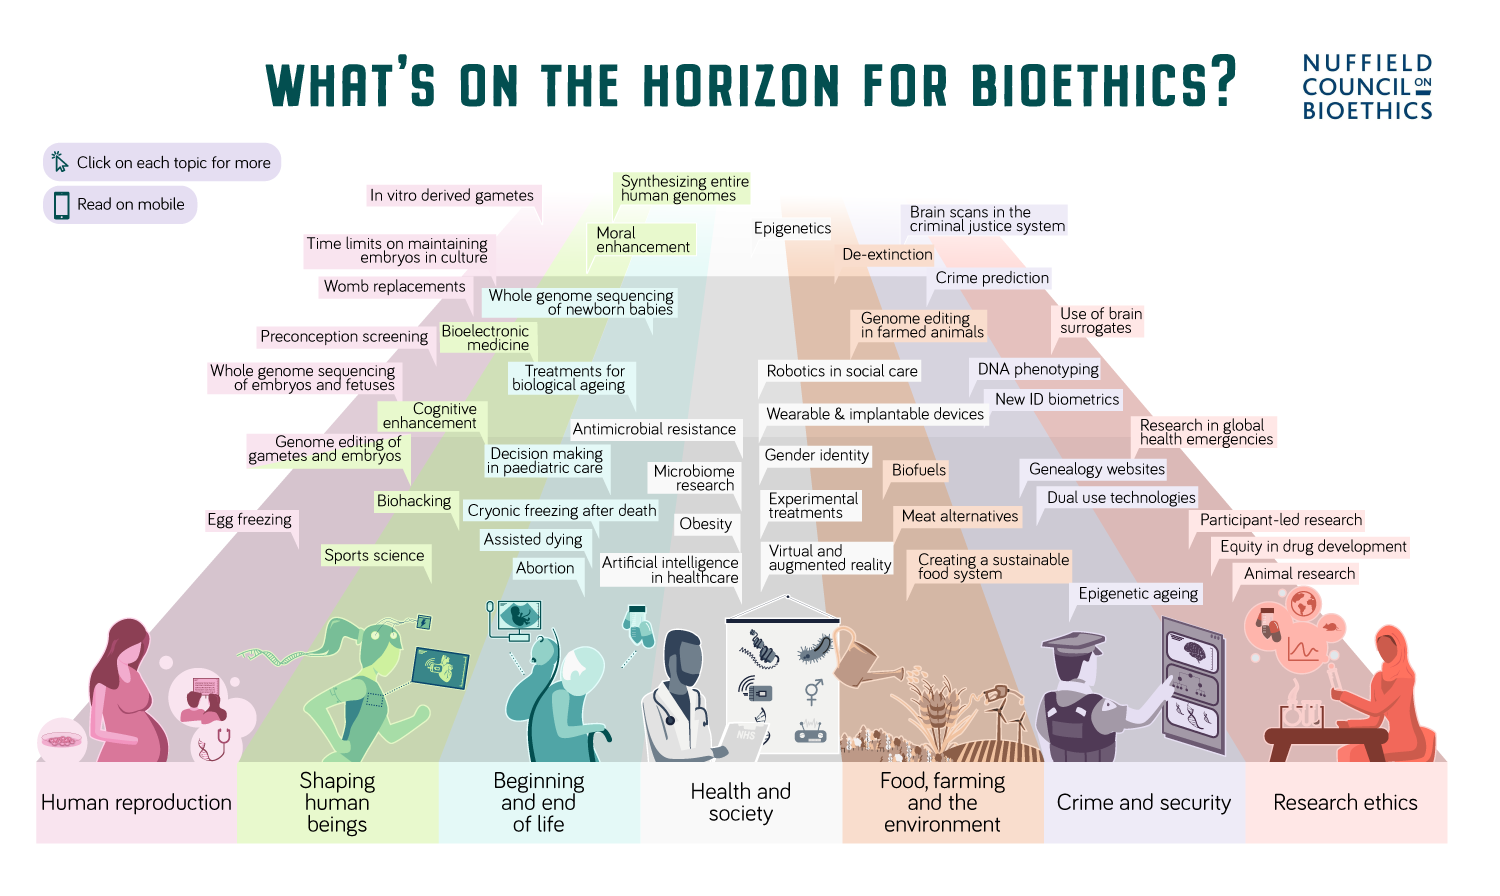 WHAT'S ON THE HORIZON FOR BIOETHICS?
NUFFIELD
COUNCIL ON
BIOETHICS
Click on each topic for more
Read on mobile
In vitro derived gametes
Synthesizing entire
human genomes
Brain scans in the
criminal justice system
Time limits on maintaining
embryos in culture
Moral
enhancement
Epigenetics
De-extinction
Womb replacements
Crime prediction
Whole genome sequencing
of newborn babies
Preconception screening
Bioelectronic
medicine
Genome editing
in farmed animals
Use of brain
surrogates
Whole genome sequencing
of embryos and fetuses
Treatments for
biological ageing
Robotics in social care
DNA phenotyping
New ID biometrics
Cognitive
enhancement
Antimicrobial resistance
Wearable & implantable devices
Research in global
health emergencies
Genome editing of
gametes and embryos
Decision making
in paediatric care
Microbiome
research
Gender identity
Biofuels
Genealogy websites
Biohacking
Cryonic freezing after death
Experimental
treatments
Dual use technologies
Egg freezing
Obesity
Meat alternatives
Participant-led research
Sports science
Assisted dying
Abortion
Artificial intelligence
in healthcare
Virtual and
augmented reality
Creating a sustainable
food system
Equity in drug development
Animal research
Epigenetic ageing
NHS
Human reproduction
Shaping
human
beings
Beginning
and end
of life
Health and
society
Food, farming
and the
environment
Crime and security
Research ethics